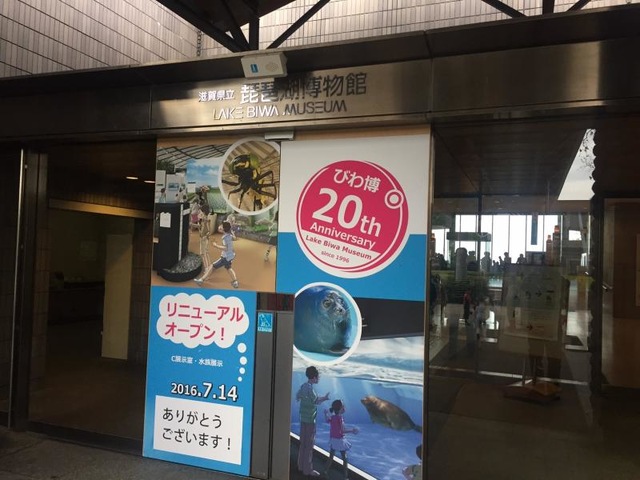 滋賀県立 琵琶湖博物館
LAKE BIWA MUSEUM
びわ博
20th
Anniversary
Lake Biwa Museum
since 1996
リニューアル
オープン!
C展示室・水族展示
2016.7.14
ありがとう
ございます!